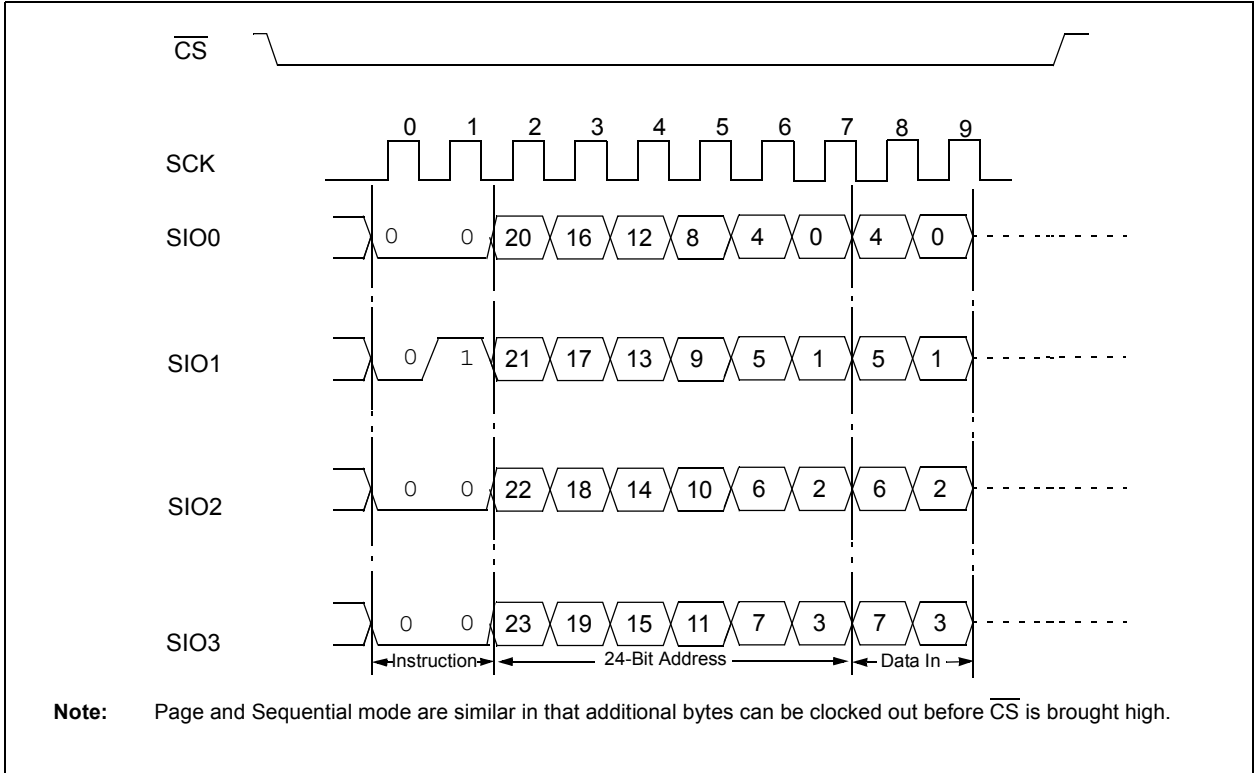 CS
0 1 2 3 4 5 6 7 8 9
SCK
SIO0 0 0 20 16 12 8 4 0 4 0
SIO1 0 1 21 17 13 9 5 1 5 1
SIO2 0 0 22 18 14 10 6 2 6 2
SIO3 0 0 23 19 15 11 7 3 7 3
Instruction 24-Bit Address Data In
Note: Page and Sequential mode are similar in that additional bytes can be clocked out before CS is brought high.